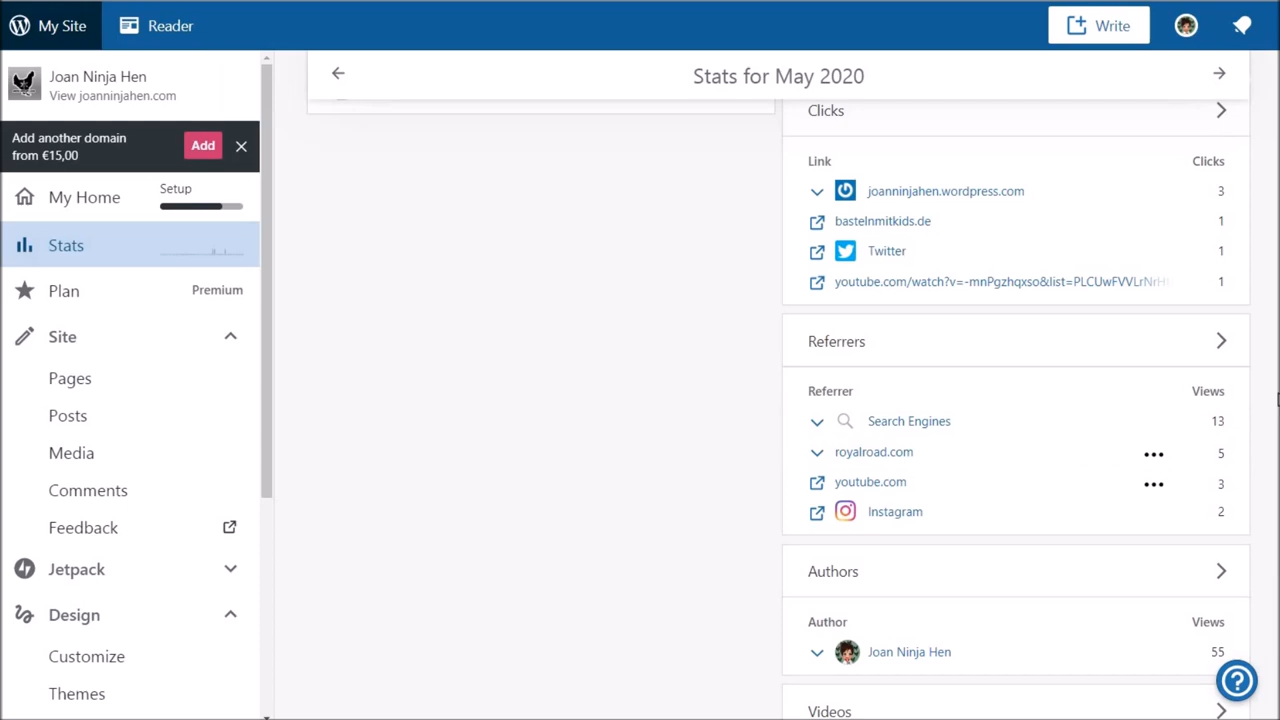 My Site
Reader
Write
Joan Ninja Hen
View joanninjahen.com
Add another domain
from €15,00
Add
My Home
Setup
Stats
Plan
Premium
Site
Pages
Posts
Media
Comments
Feedback
Jetpack
Design
Customize
Themes
Stats for May 2020
Clicks
Link Clicks
joanninjahen.wordpress.com 3
bastelnmitkids.de 1
Twitter 1
youtube.com/watch?v=-mnPgzhqxso&list=PLCUwFVVLrNrH 1
Referrers
Referrer Views
Search Engines 13
royalroad.com ••• 5
youtube.com ••• 3
Instagram 2
Authors
Author Views
Joan Ninja Hen 55
Videos